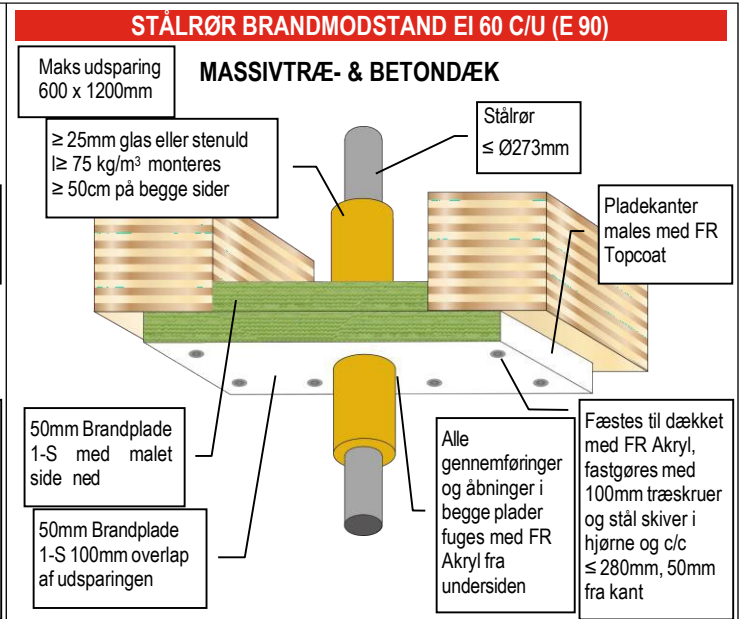 STÅLRØR BRANDMODSTAND EI 60 C/U (E 90)
Maks udsparing
600 x 1200mm
MASSIVTRÆ- & BETONDÆK
≥ 25mm glas eller stenuld
l≥ 75 kg/m³ monteres
≥ 50cm på begge sider
Stålrør
≤ Ø273mm
Pladekanter
males med FR
Topcoat
50mm Brandplade
1-S med malet
side ned
50mm Brandplade
1-S 100mm overlap
af udsparingen
Alle
gennemføringer
og åbninger i
begge plader
fuges med FR
Akryl fra
undersiden
Fæstes til dækket
med FR Akryl,
fastgøres med
100mm træskruer
og stål skiver i
hjørne og c/c
≤ 280mm, 50mm
fra kant